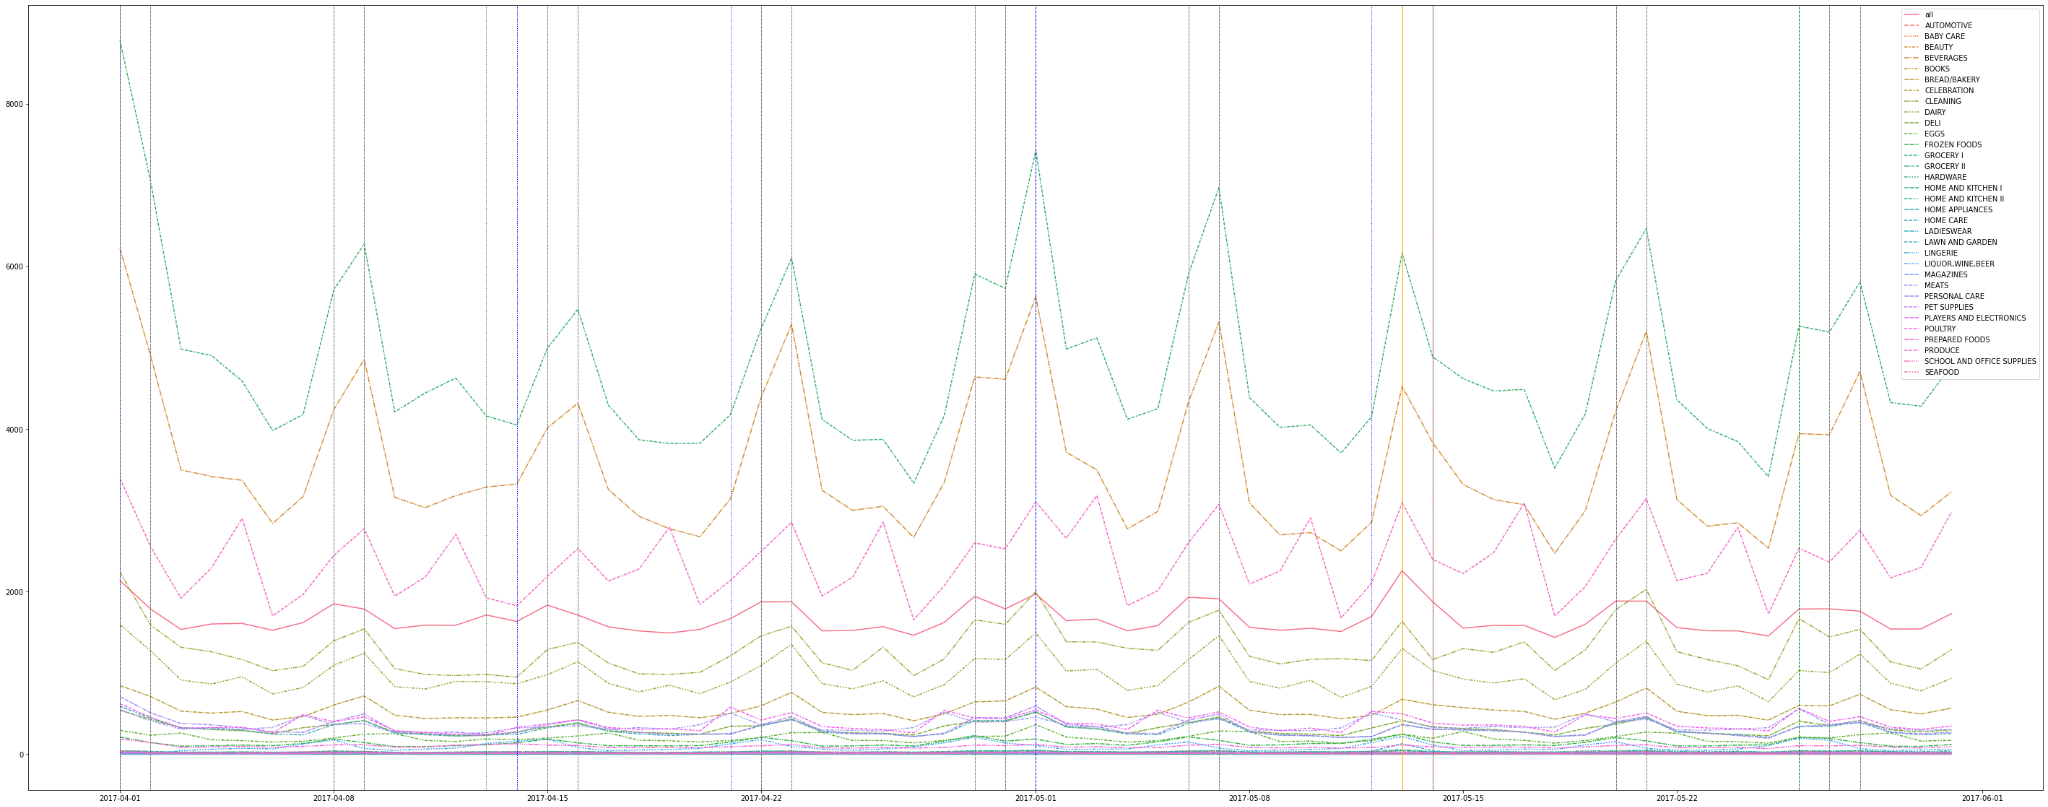 8000
6000
4000
2000
0
2017-04-01
2017-04-08
2017-04-15
2017-04-22
2017-05-01
2017-05-08
2017-05-15
2017-05-22
2017-06-01
all
AUTOMOTIVE
BABY CARE
BEAUTY
BEVERAGES
BOOKS
BREAD/BAKERY
CELEBRATION
CLEANING
DAIRY
DELI
EGGS
FROZEN FOODS
GROCERY I
GROCERY II
HARDWARE
HOME AND KITCHEN I
HOME AND KITCHEN II
HOME APPLIANCES
HOME CARE
LADIESWEAR
LAWN AND GARDEN
LINGERIE
LIQUOR,WINE,BEER
MAGAZINES
MEATS
PERSONAL CARE
PET SUPPLIES
PLAYERS AND ELECTRONICS
POULTRY
PREPARED FOODS
PRODUCE
SCHOOL AND OFFICE SUPPLIES
SEAFOOD